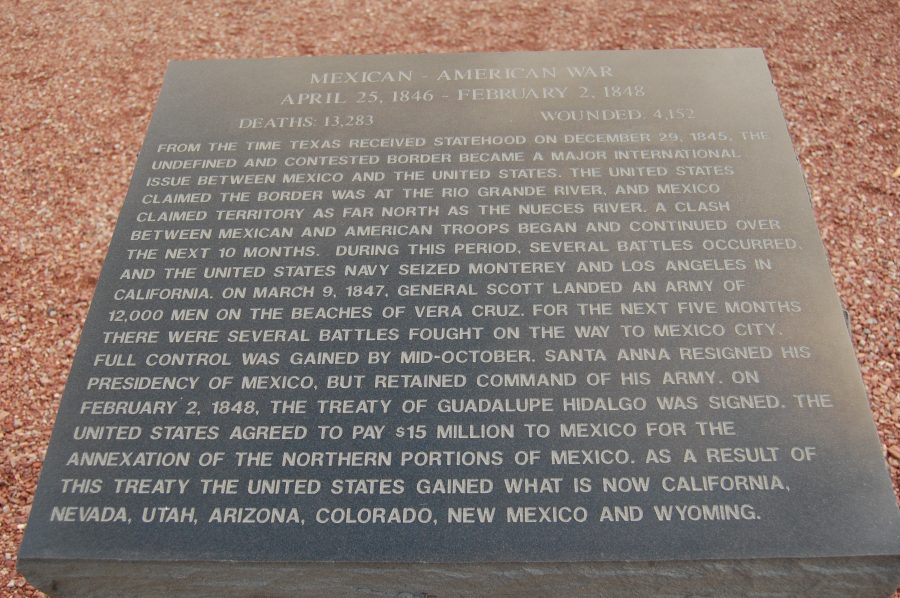 MEXICAN - AMERICAN WAR
APRIL 25, 1846 - FEBRUARY 2, 1848
DEATHS: 13,283 WOUNDED: 4,152
FROM THE TIME TEXAS RECEIVED STATEHOOD ON DECEMBER 29, 1845, THE
UNDEFINED AND CONTESTED BORDER BECAME A MAJOR INTERNATIONAL
ISSUE BETWEEN MEXICO AND THE UNITED STATES. THE UNITED STATES
CLAIMED THE BORDER WAS AT THE RIO GRANDE RIVER, AND MEXICO
CLAIMED TERRITORY AS FAR NORTH AS THE NUECES RIVER. A CLASH
BETWEEN MEXICAN AND AMERICAN TROOPS BEGAN AND CONTINUED OVER
THE NEXT 10 MONTHS. DURING THIS PERIOD, SEVERAL BATTLES OCCURRED,
AND THE UNITED STATES NAVY SEIZED MONTEREY AND LOS ANGELES IN
CALIFORNIA. ON MARCH 9, 1847, GENERAL SCOTT LANDED AN ARMY OF
12,000 MEN ON THE BEACHES OF VERA CRUZ. FOR THE NEXT FIVE MONTHS
THERE WERE SEVERAL BATTLES FOUGHT ON THE WAY TO MEXICO CITY.
FULL CONTROL WAS GAINED BY MID-OCTOBER. SANTA ANNA RESIGNED HIS
PRESIDENCY OF MEXICO, BUT RETAINED COMMAND OF HIS ARMY. ON
FEBRUARY 2, 1848, THE TREATY OF GUADALUPE HIDALGO WAS SIGNED. THE
UNITED STATES AGREED TO PAY $15 MILLION TO MEXICO FOR THE
ANNEXATION OF THE NORTHERN PORTIONS OF MEXICO. AS A RESULT OF
THIS TREATY THE UNITED STATES GAINED WHAT IS NOW CALIFORNIA,
NEVADA, UTAH, ARIZONA, COLORADO, NEW MEXICO AND WYOMING.